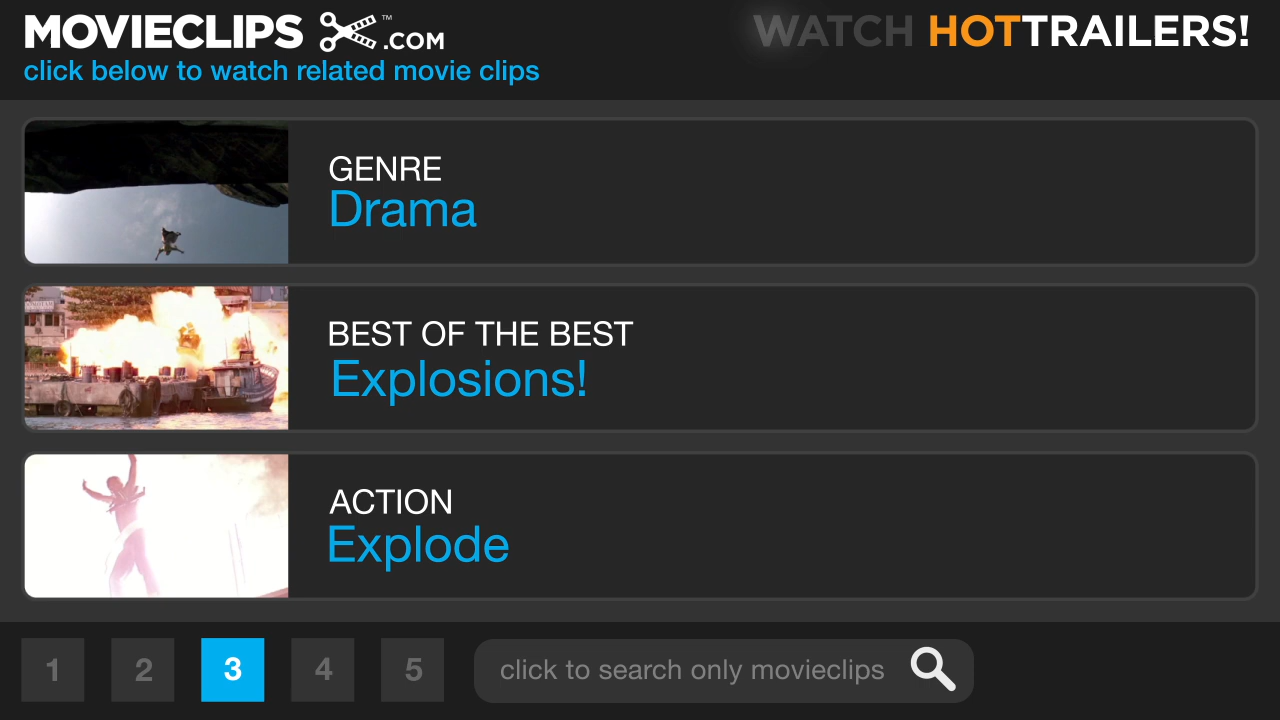 MOVIECLIPS ™ .COM
WATCH HOTTRAILERS!
click below to watch related movie clips
GENRE
Drama
BEST OF THE BEST
Explosions!
ACTION
Explode
1 2 3 4 5 click to search only movieclips